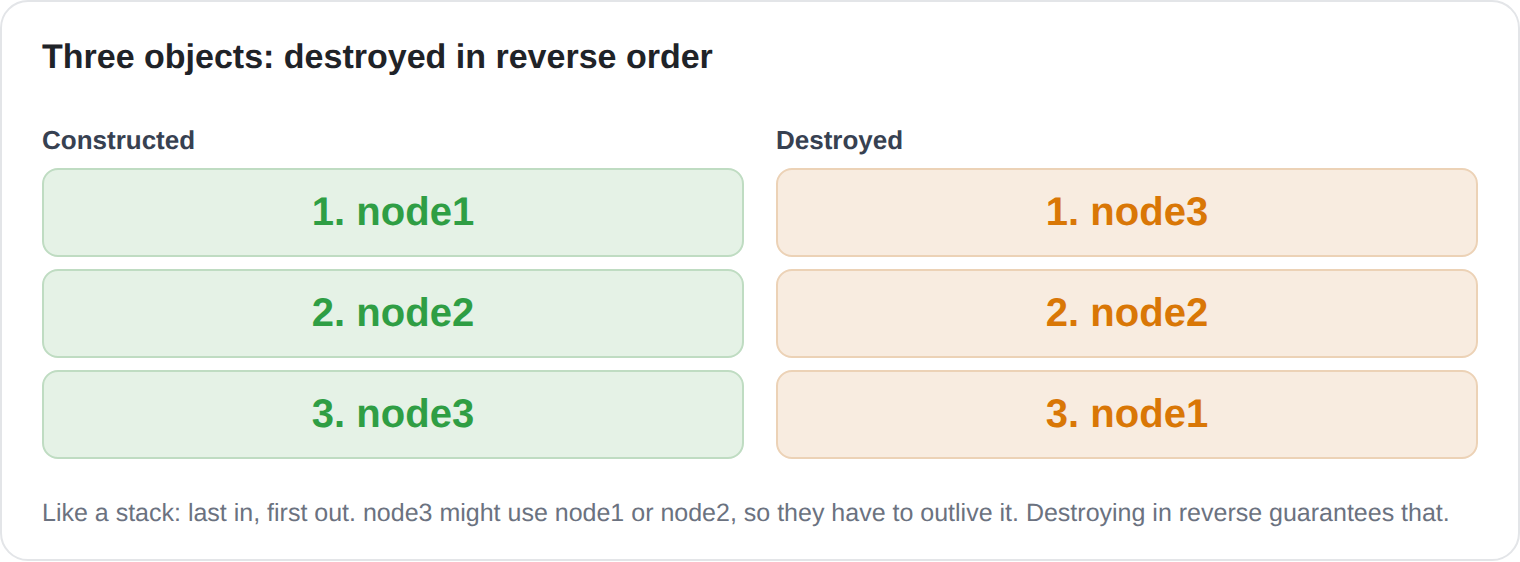 Three objects: destroyed in reverse order
Constructed
1. node1
2. node2
3. node3
Destroyed
1. node3
2. node2
3. node1
Like a stack: last in, first out. node3 might use node1 or node2, so they have to outlive it. Destroying in reverse guarantees that.